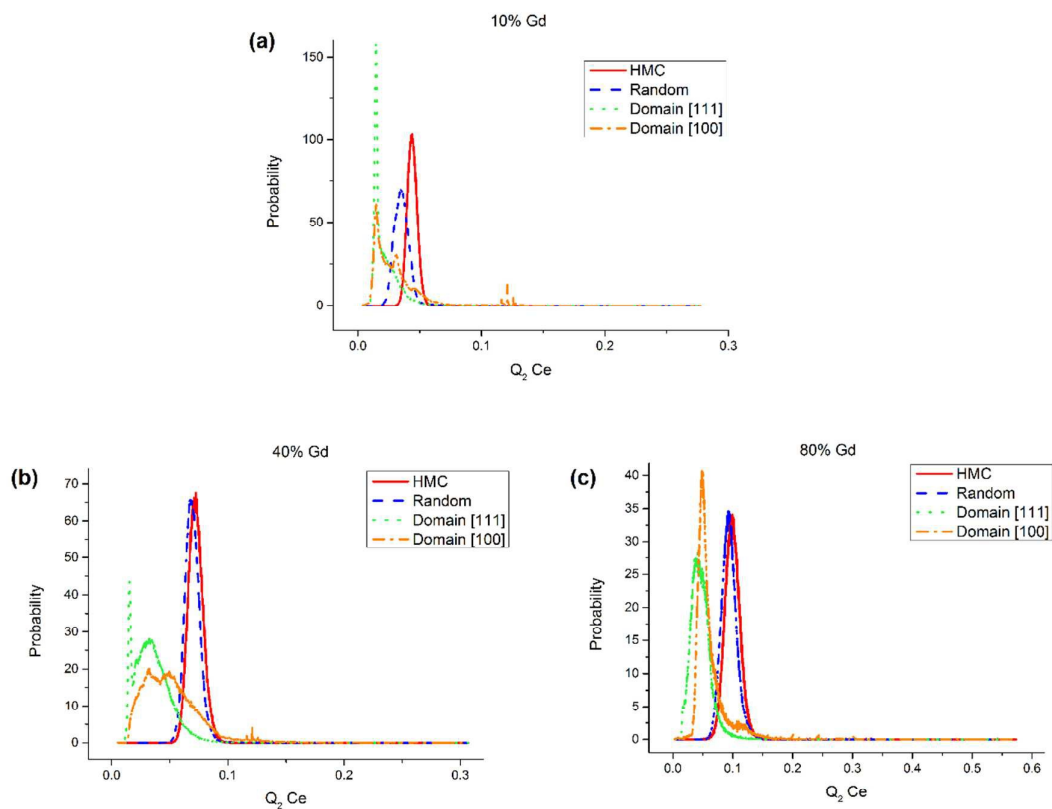 10% Gd
(a)
150
100
50
0
Probability
HMC
Random
Domain [111]
Domain [100]
0.0 0.1 0.2 0.3
Q₂ Ce
40% Gd
(b)
70
60
50
40
30
20
10
0
Probability
HMC
Random
Domain [111]
Domain [100]
0.0 0.1 0.2 0.3
Q₂ Ce
80% Gd
(c)
40
35
30
25
20
15
10
5
0
Probability
HMC
Random
Domain [111]
Domain [100]
0.0 0.1 0.2 0.3 0.4 0.5 0.6
Q₂ Ce